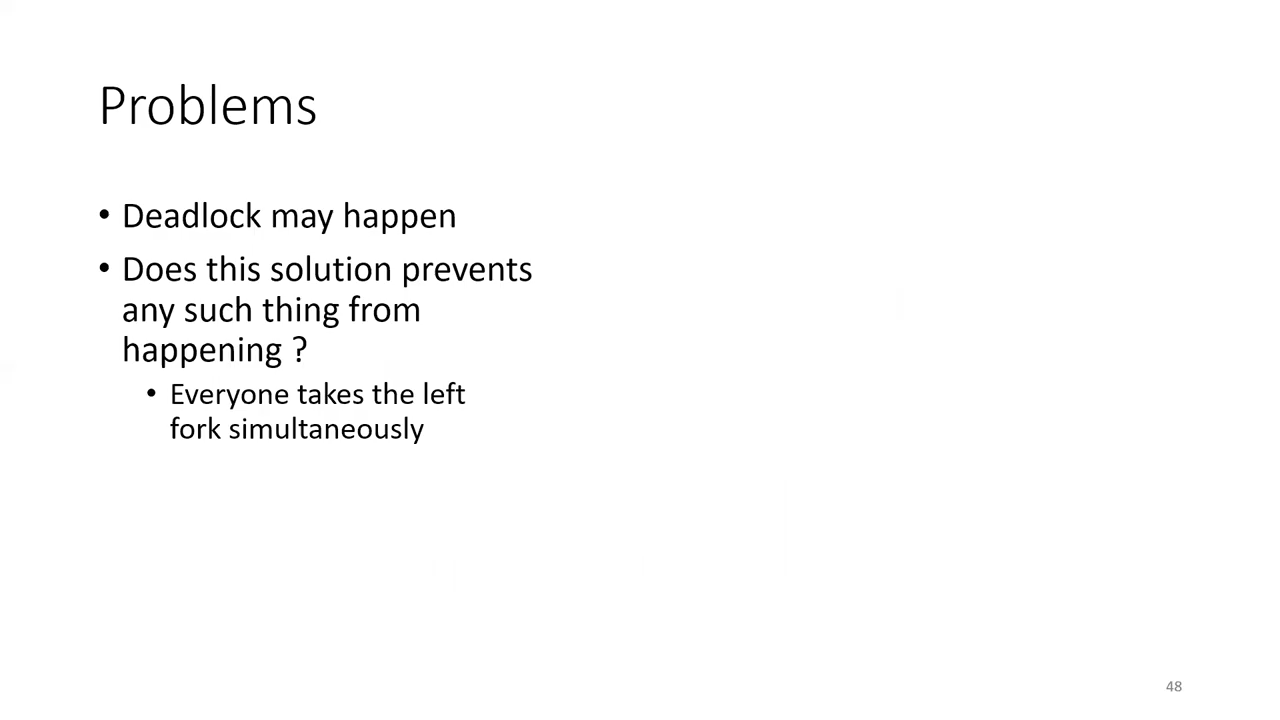 Problems
• Deadlock may happen
• Does this solution prevents
any such thing from
happening ?
• Everyone takes the left
fork simultaneously
48